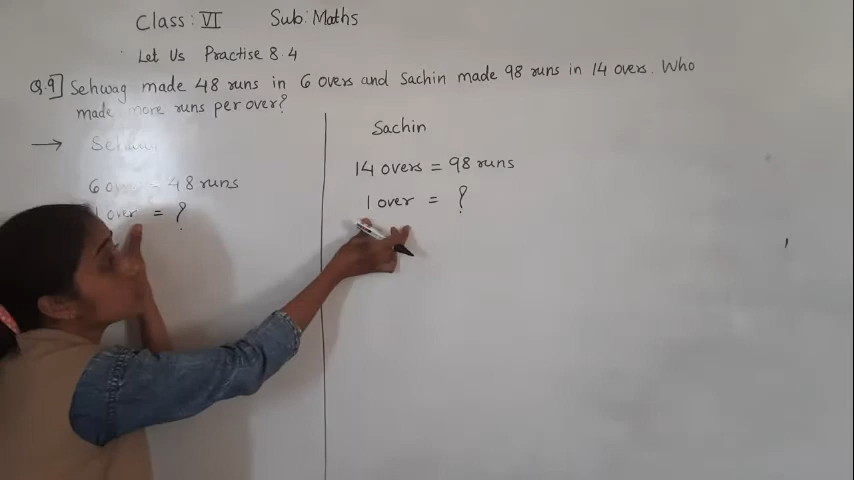 Class: VI Sub: Maths
Let Us Practise 8.4
Q.9] Sehwag made 48 runs in 6 overs and Sachin made 98 runs in 14 overs. Who
made more runs per over?
→ Sehwag
6 overs = 48 runs
1 over = ?
Sachin
14 overs = 98 runs
1 over = ?